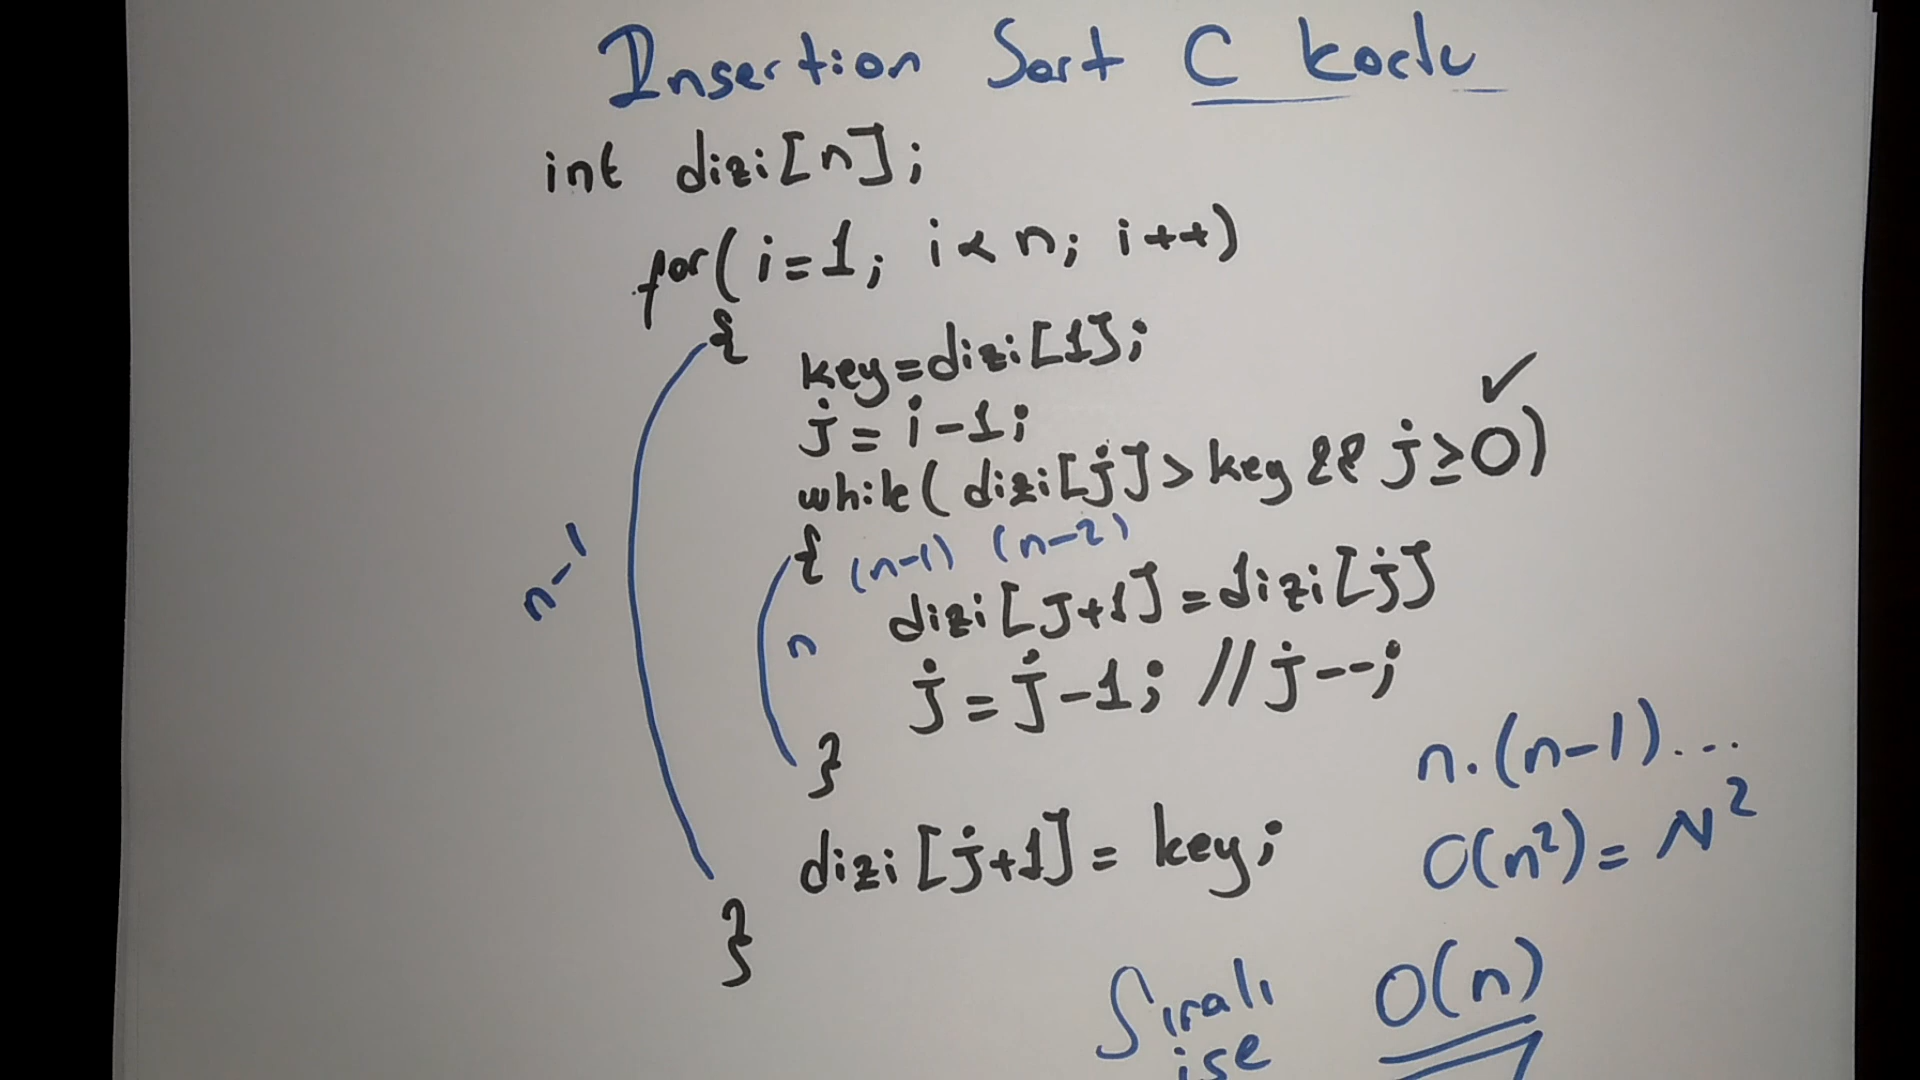 Insertion Sort C kodu
int dizi[n];
for(i=1; i<n; i++)
{
key=dizi[1];
j=i-1;
while(dizi[j]>key && j≥0)
{ (n-1) (n-2)
dizi[J+1]=dizi[j]
n
j=j-1; //j--;
n-1
}
n.(n-1)...
dizi[j+1]=key;
O(n²)=N²
}
Sıralı ise O(n)